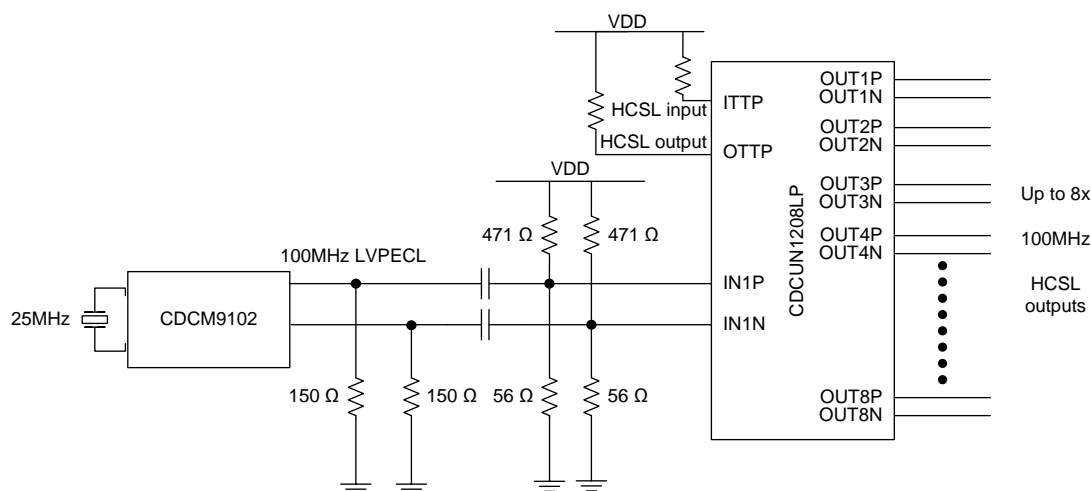 VDD
HCSL input
ITTP
HCSL output
OTTP
VDD
471 Ω
471 Ω
100MHz LVPECL
25MHz
CDCM9102
IN1P
IN1N
150 Ω
150 Ω
56 Ω
56 Ω
CDCUN1208LP
OUT1P
OUT1N
OUT2P
OUT2N
OUT3P
OUT3N
OUT4P
OUT4N
OUT8P
OUT8N
Up to 8x
100MHz
HCSL
outputs